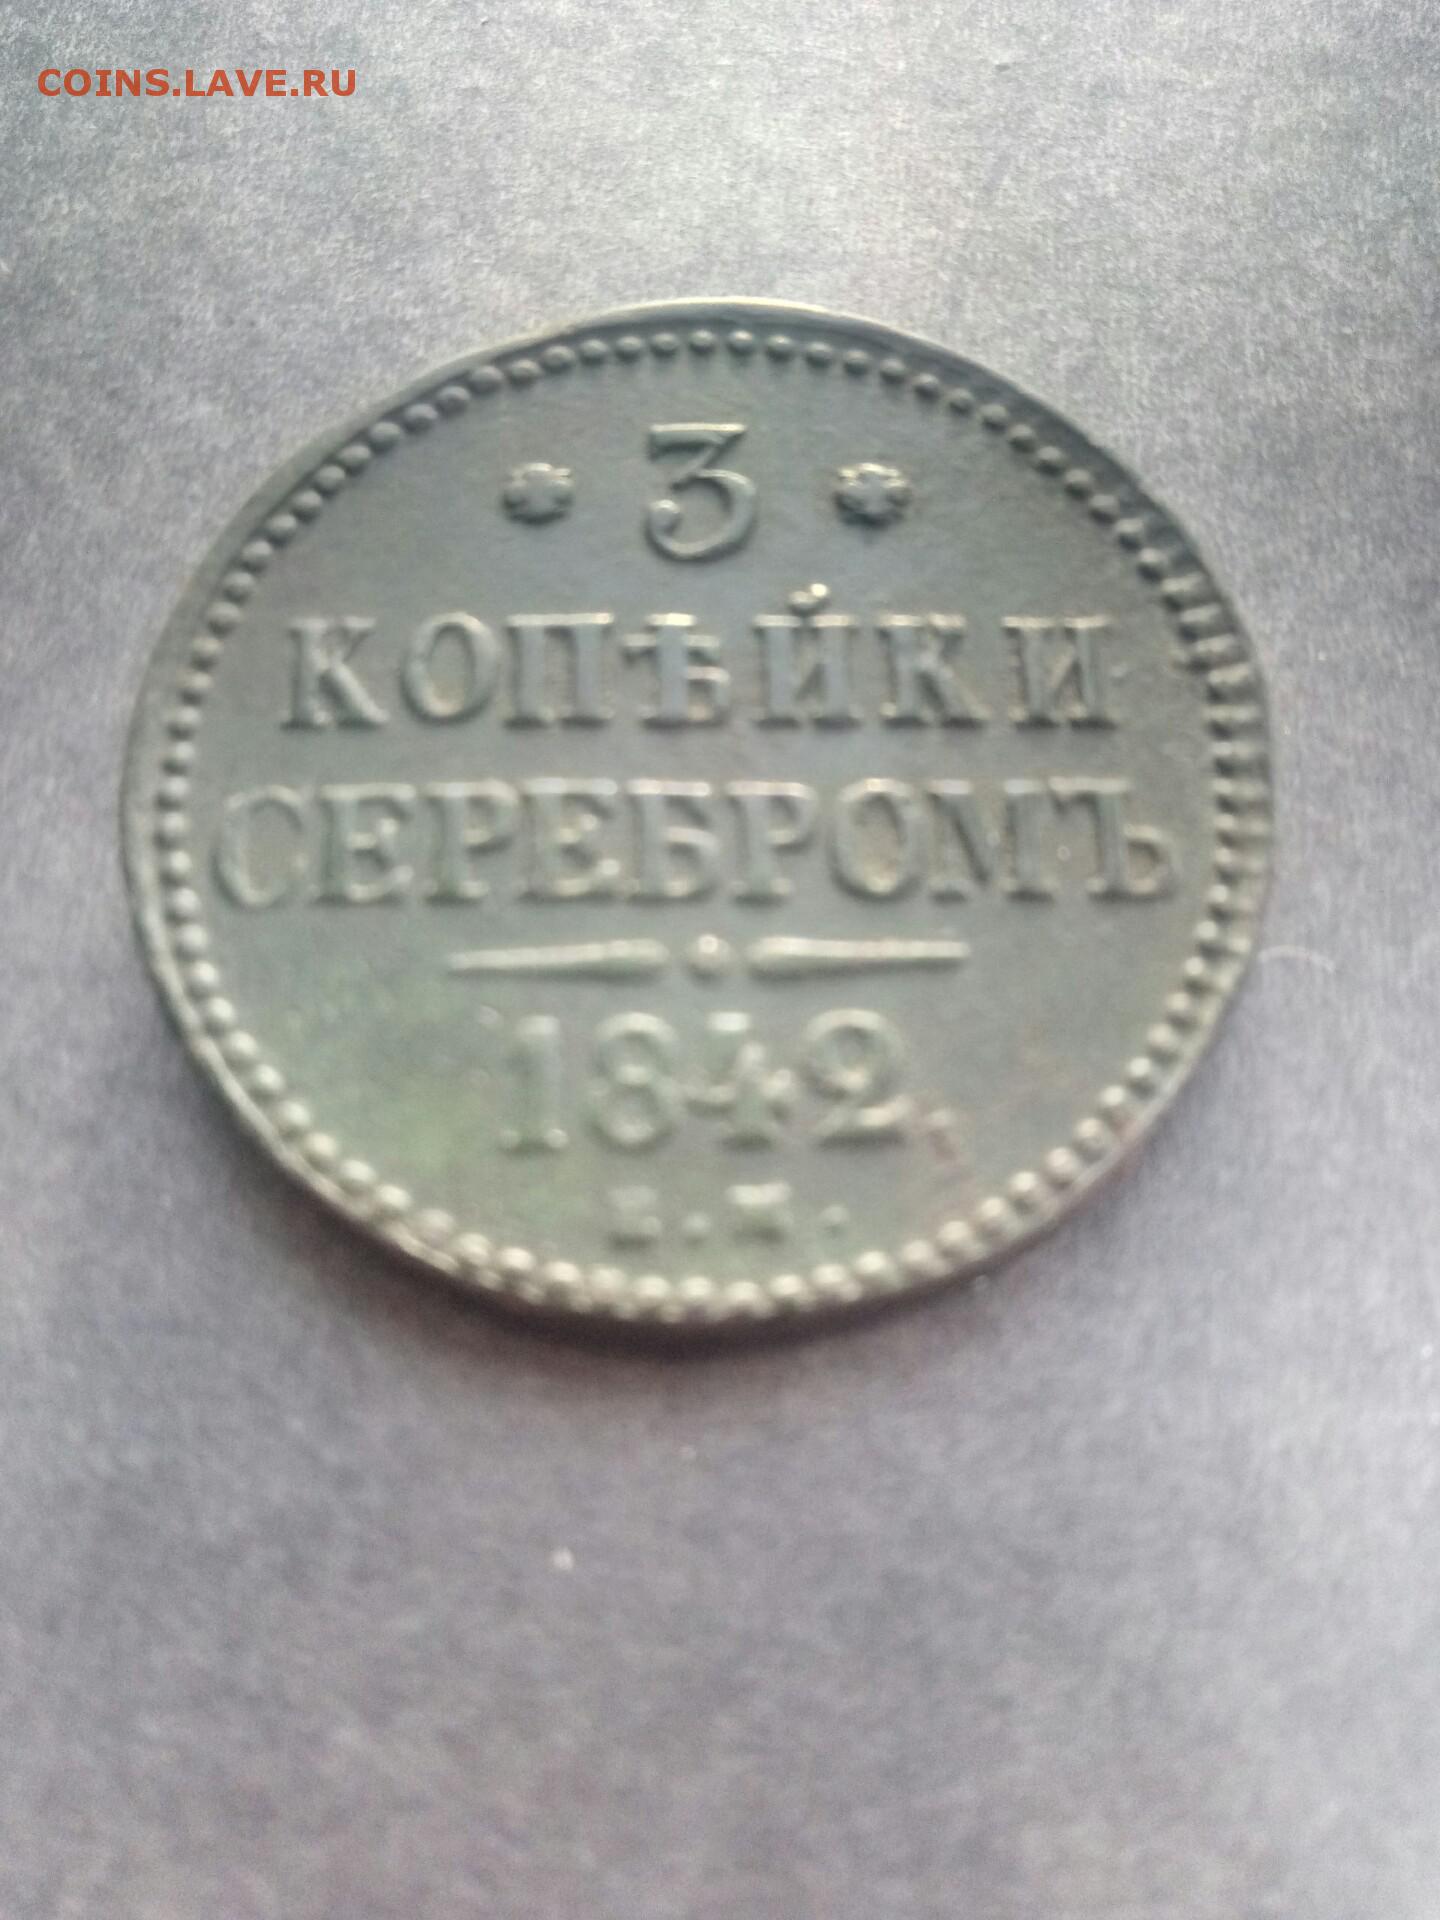 COINS.LAVE.RU
3
КОПѢЙКИ
СЕРЕБРОМЪ
1842